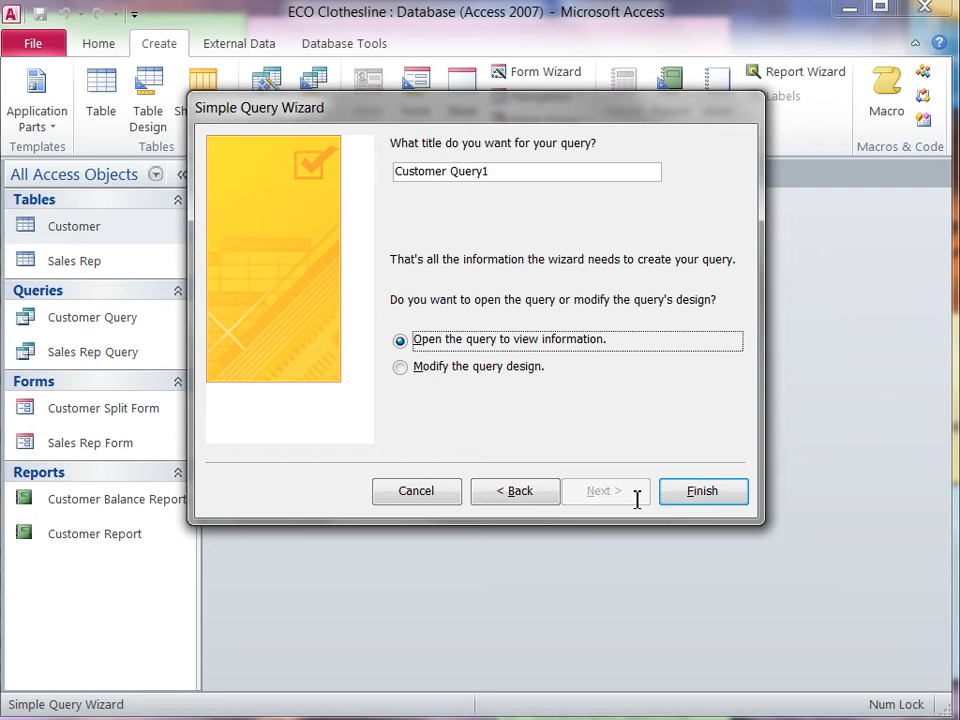 ECO Clothesline : Database (Access 2007) - Microsoft Access
File Home Create External Data Database Tools
Application Parts
Table
Table Design
Form Wizard
Report Wizard
Labels
Macro
Templates
Tables
Macros & Code
Simple Query Wizard
What title do you want for your query?
Customer Query1
That's all the information the wizard needs to create your query.
Do you want to open the query or modify the query's design?
Open the query to view information.
Modify the query design.
Cancel
< Back
Next >
Finish
All Access Objects
Tables
Customer
Sales Rep
Queries
Customer Query
Sales Rep Query
Forms
Customer Split Form
Sales Rep Form
Reports
Customer Balance Report
Customer Report
Simple Query Wizard
Num Lock